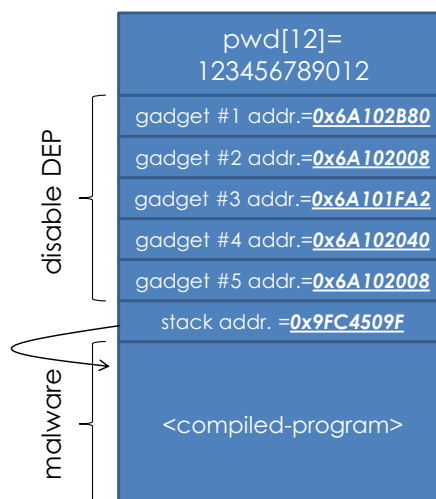 pwd[12]=
123456789012
disable DEP
gadget #1 addr.=0x6A102B80
gadget #2 addr.=0x6A102008
gadget #3 addr.=0x6A101FA2
gadget #4 addr.=0x6A102040
gadget #5 addr.=0x6A102008
stack addr. =0x9FC4509F
malware
<compiled-program>